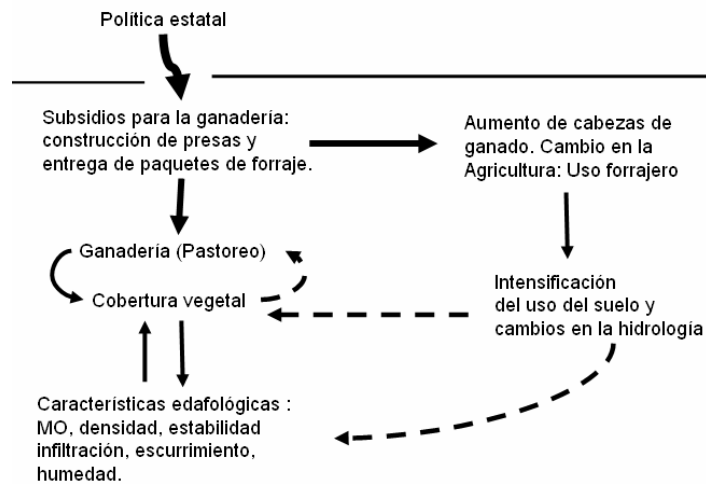 Política estatal
Subsidios para la ganadería:
construcción de presas y
entrega de paquetes de forraje.
Aumento de cabezas de
ganado. Cambio en la
Agricultura: Uso forrajero
Ganadería (Pastoreo)
Cobertura vegetal
Intensificación
del uso del suelo y
cambios en la hidrología
Características edafológicas :
MO, densidad, estabilidad
infiltración, escurrimiento,
humedad.